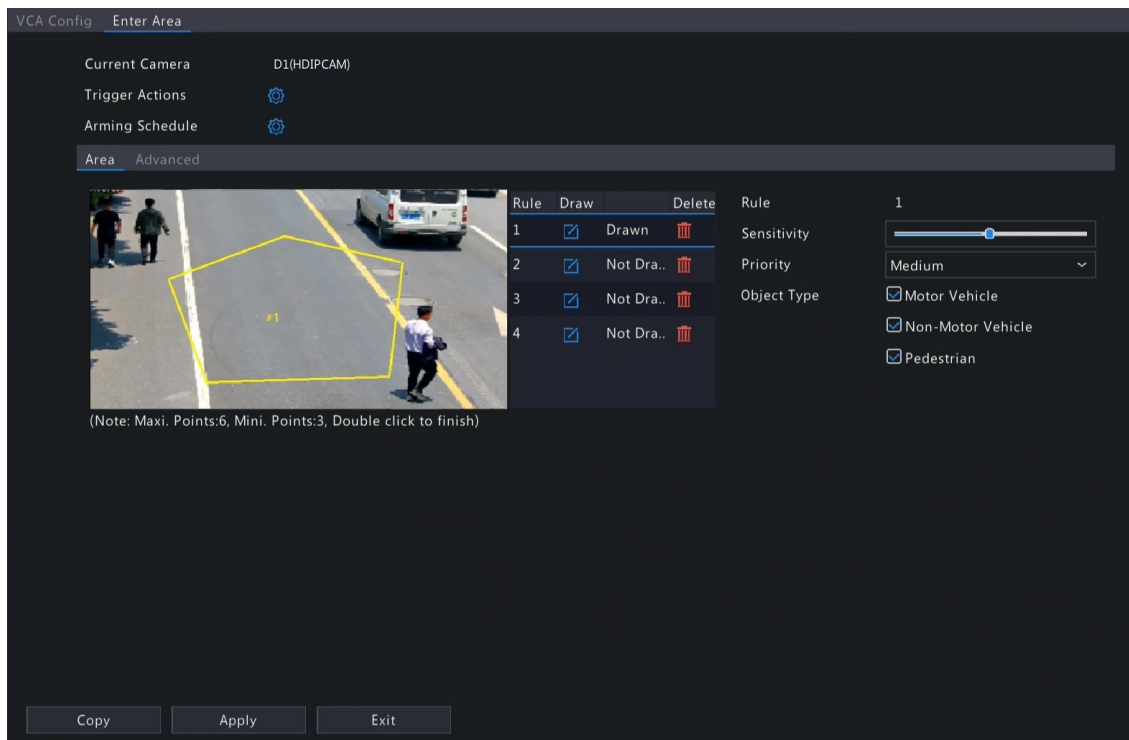 VCA Config Enter Area
Current Camera D1(HDIPCAM)
Trigger Actions
Arming Schedule
Area Advanced
Rule Draw Delete
1 Drawn
2 Not Dra..
3 Not Dra..
4 Not Dra..
#1
Rule 1
Sensitivity
Priority Medium
Object Type Motor Vehicle
Non-Motor Vehicle
Pedestrian
(Note: Maxi. Points:6, Mini. Points:3, Double click to finish)
Copy Apply Exit